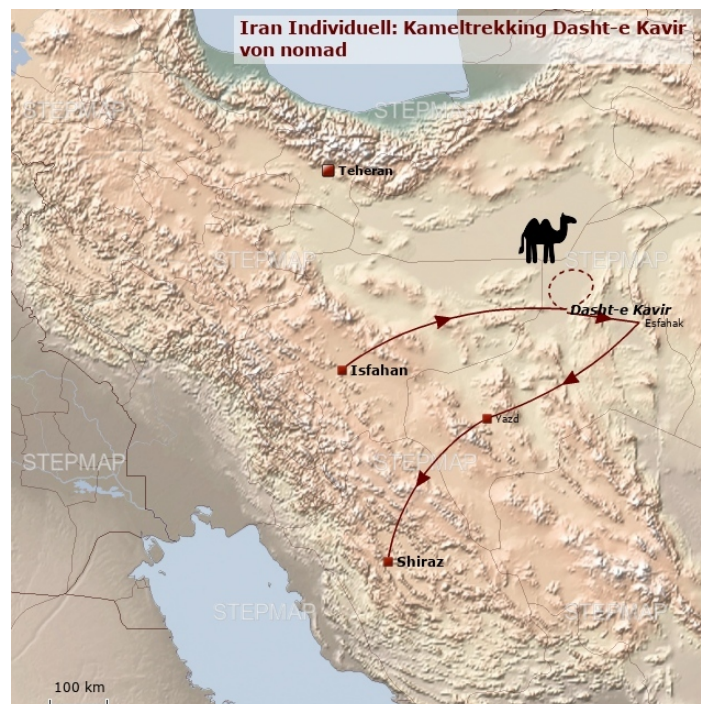 Iran Individuell: Kameltrekking Dasht-e Kavir
von nomad
STEPMAP
STEPMAP
Teheran
STEPMAP
STEPMAP
Dasht-e Kavir
Esfahak
Isfahan
Yazd
STEPMAP
STEPMAP
Shiraz
STEPMAP
STEPMAP
100 km